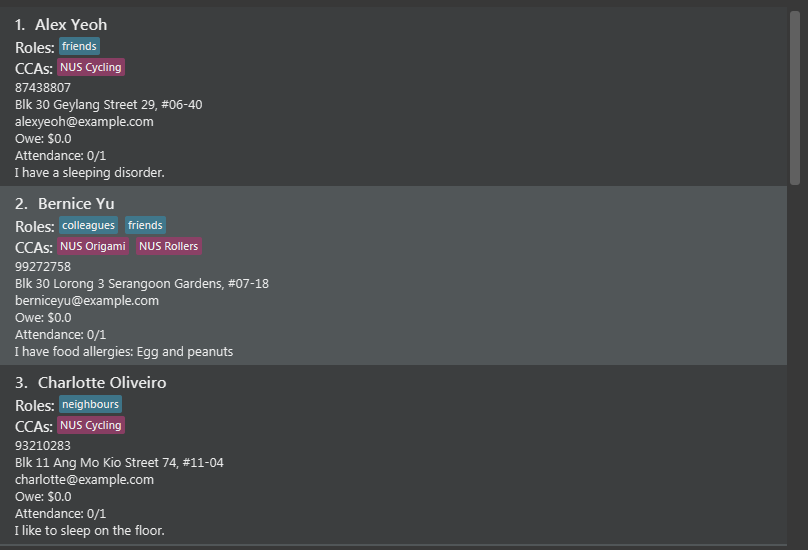 1. Alex Yeoh
Roles: friends
CCAs: NUS Cycling
87438807
Blk 30 Geylang Street 29, #06-40
alexyeoh@example.com
Owe: $0.0
Attendance: 0/1
I have a sleeping disorder.
2. Bernice Yu
Roles: colleagues friends
CCAs: NUS Origami NUS Rollers
99272758
Blk 30 Lorong 3 Serangoon Gardens, #07-18
berniceyu@example.com
Owe: $0.0
Attendance: 0/1
I have food allergies: Egg and peanuts
3. Charlotte Oliveiro
Roles: neighbours
CCAs: NUS Cycling
93210283
Blk 11 Ang Mo Kio Street 74, #11-04
charlotte@example.com
Owe: $0.0
Attendance: 0/1
I like to sleep on the floor.